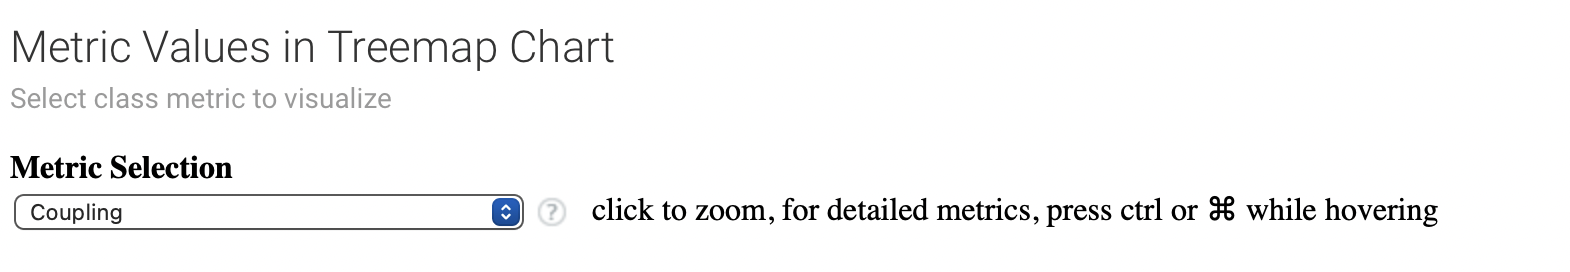 Metric Values in Treemap Chart
Select class metric to visualize
Metric Selection
Coupling ? click to zoom, for detailed metrics, press ctrl or ⌘ while hovering